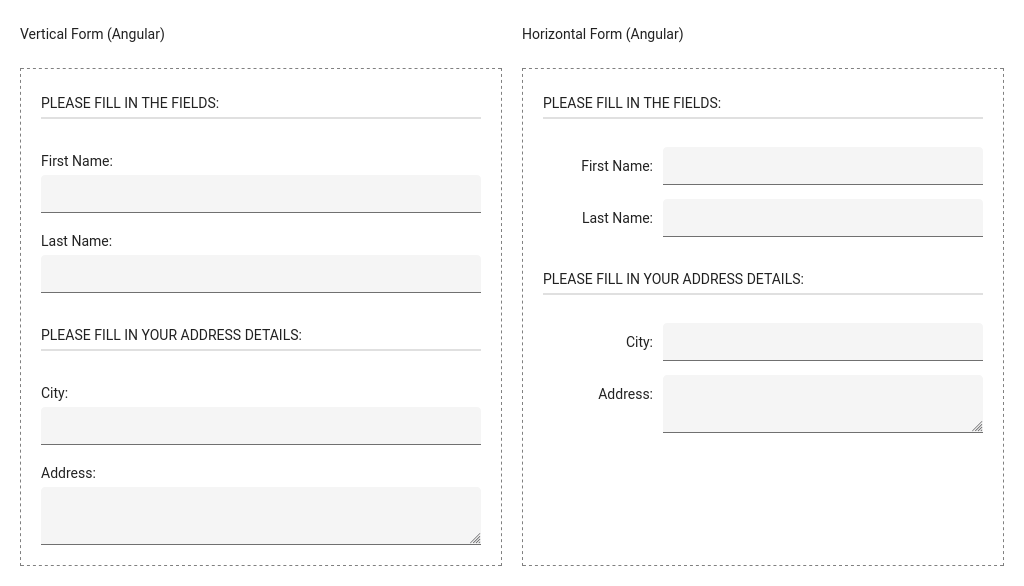 Vertical Form (Angular)
PLEASE FILL IN THE FIELDS:
First Name:
Last Name:
PLEASE FILL IN YOUR ADDRESS DETAILS:
City:
Address:
Horizontal Form (Angular)
PLEASE FILL IN THE FIELDS:
First Name:
Last Name:
PLEASE FILL IN YOUR ADDRESS DETAILS:
City:
Address: